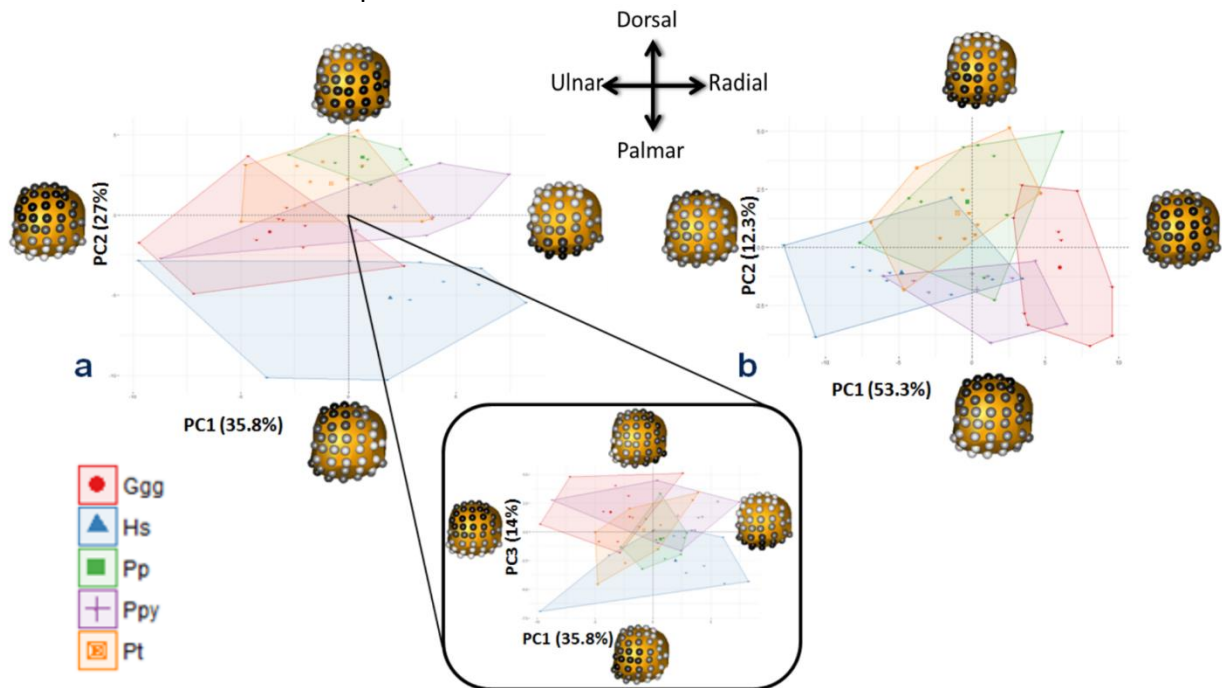 Dorsal
Ulnar
Radial
Palmar
PC2 (27%)
PC1 (35.8%)
a
PC2 (12.3%)
PC1 (53.3%)
b
PC3 (14%)
PC1 (35.8%)
Ggg
Hs
Pp
Ppy
Pt